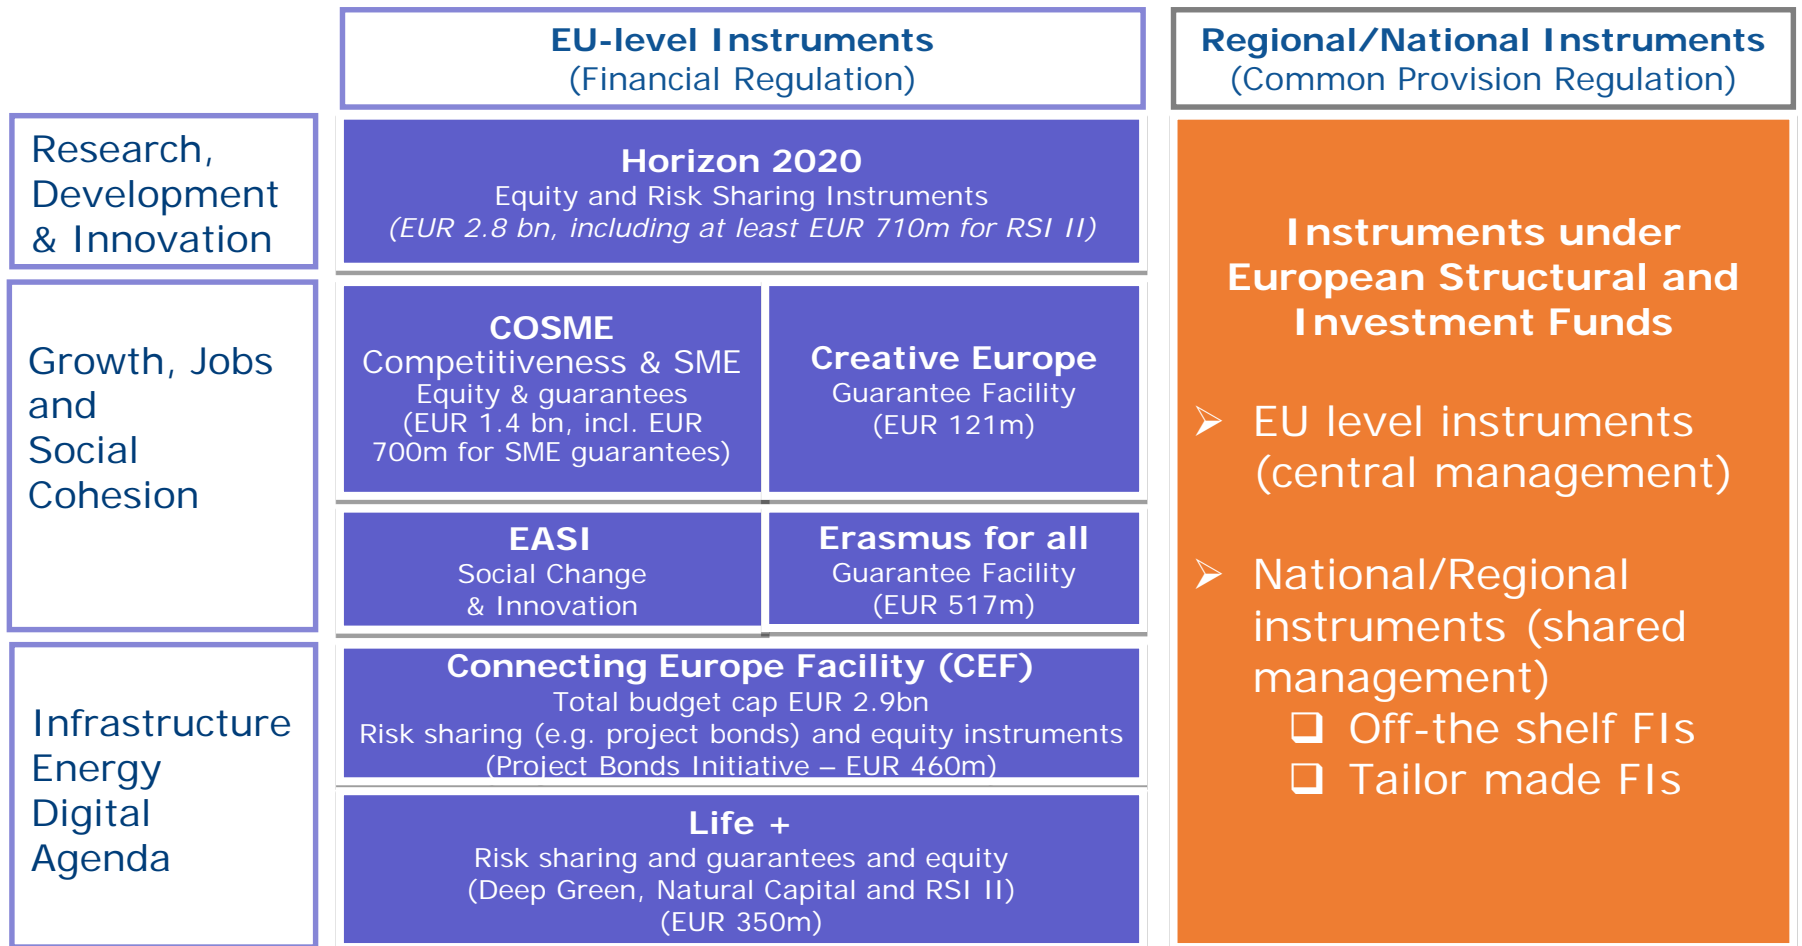 EU-level Instruments
(Financial Regulation)
Regional/National Instruments
(Common Provision Regulation)
Research,
Development
& Innovation
Horizon 2020
Equity and Risk Sharing Instruments
(EUR 2.8 bn, including at least EUR 710m for RSI II)
Growth, Jobs
and
Social
Cohesion
COSME
Competitiveness & SME
Equity & guarantees
(EUR 1.4 bn, incl. EUR
700m for SME guarantees)
Creative Europe
Guarantee Facility
(EUR 121m)
EASI
Social Change
& Innovation
Erasmus for all
Guarantee Facility
(EUR 517m)
Infrastructure
Energy
Digital
Agenda
Connecting Europe Facility (CEF)
Total budget cap EUR 2.9bn
Risk sharing (e.g. project bonds) and equity instruments
(Project Bonds Initiative – EUR 460m)
Life +
Risk sharing and guarantees and equity
(Deep Green, Natural Capital and RSI II)
(EUR 350m)
Instruments under
European Structural and
Investment Funds
➢ EU level instruments
(central management)
➢ National/Regional
instruments (shared
management)
❑ Off-the shelf FIs
❑ Tailor made FIs